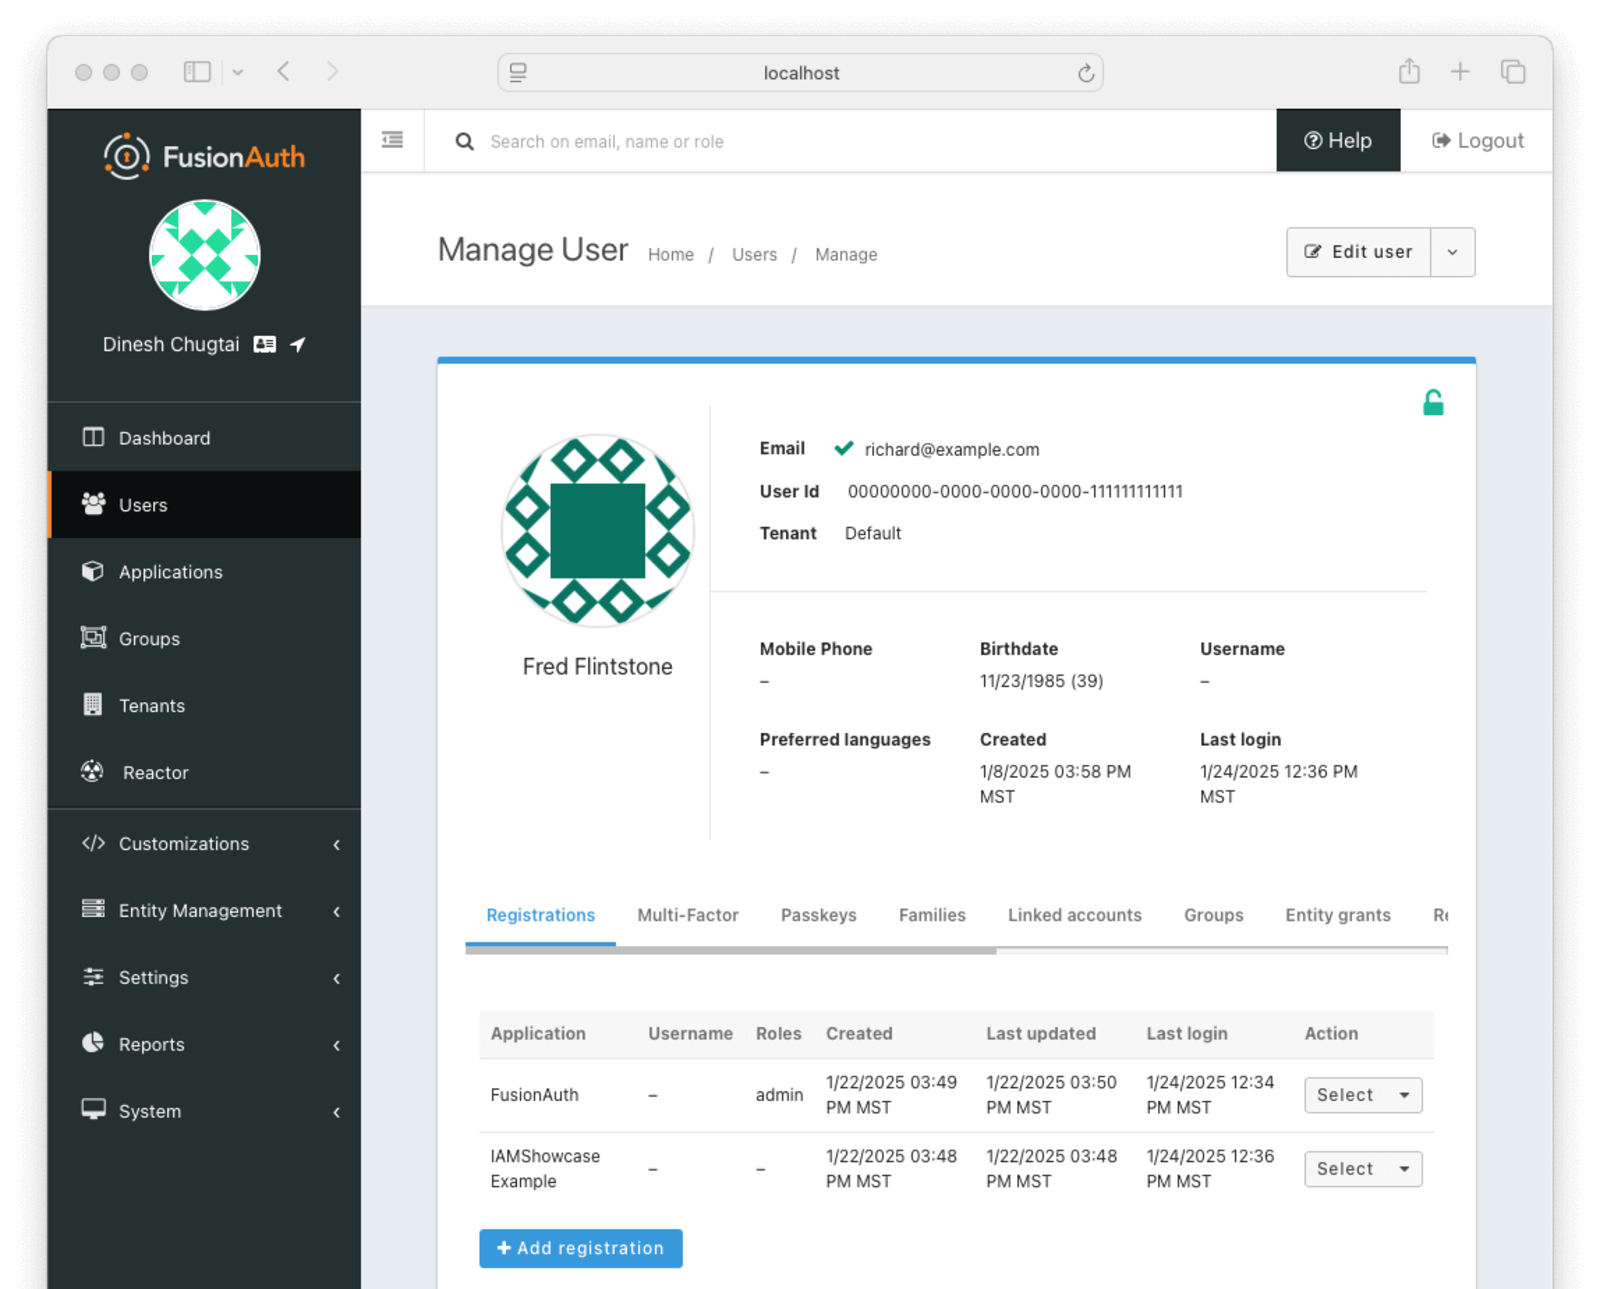 localhost
FusionAuth
Search on email, name or role
Help
Logout
Dinesh Chugtai
Manage User Home / Users / Manage
Edit user
Dashboard
Users
Applications
Groups
Tenants
Reactor
Customizations
Entity Management
Settings
Reports
System
Fred Flintstone
Email richard@example.com
User Id 00000000-0000-0000-0000-111111111111
Tenant Default
Mobile Phone Birthdate Username
– 11/23/1985 (39) –
Preferred languages Created Last login
– 1/8/2025 03:58 PM 1/24/2025 12:36 PM
MST MST
Registrations Multi-Factor Passkeys Families Linked accounts Groups Entity grants
Application Username Roles Created Last updated Last login Action
FusionAuth – admin 1/22/2025 03:49 1/22/2025 03:50 1/24/2025 12:34 Select
PM MST PM MST PM MST
IAMShowcase – – 1/22/2025 03:48 1/22/2025 03:48 1/24/2025 12:36 Select
Example PM MST PM MST PM MST
Add registration